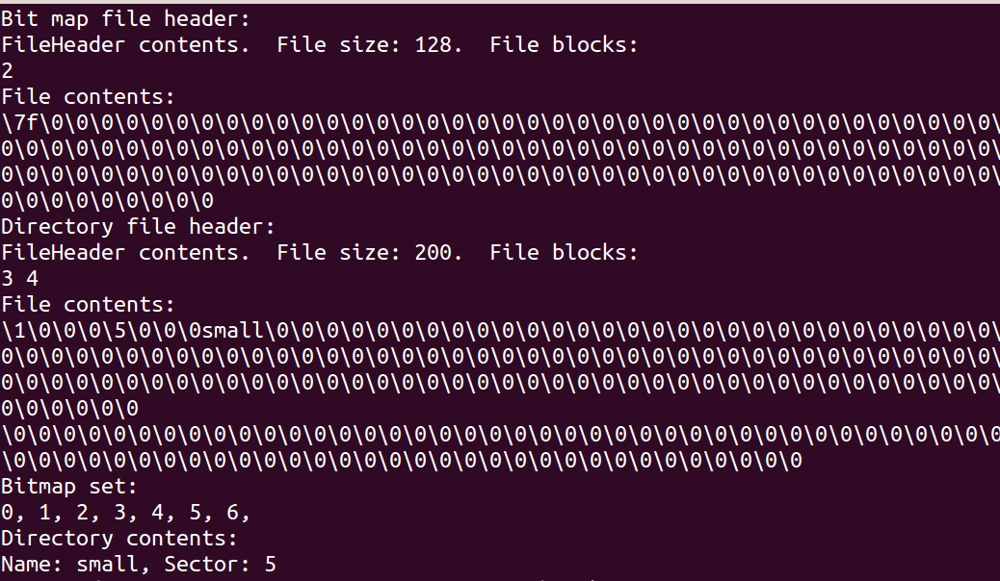 Bit map file header:
FileHeader contents.  File size: 128.  File blocks:
2
File contents:
\7f\0\0\0\0\0\0\0\0\0\0\0\0\0\0\0\0\0\0\0\0\0\0\0\0\0\0\0\0\0\0\0\0\0\0\0\0\0\0\
0\0\0\0\0\0\0\0\0\0\0\0\0\0\0\0\0\0\0\0\0\0\0\0\0\0\0\0\0\0\0\0\0\0\0\0\0\0\0\0\
0\0\0\0\0\0\0\0\0\0\0\0\0\0\0\0\0\0\0\0\0\0\0\0\0\0\0\0\0\0\0\0\0\0\0\0\0\0\0\0\
0\0\0\0\0\0\0\0\0
Directory file header:
FileHeader contents.  File size: 200.  File blocks:
3 4
File contents:
\1\0\0\0\5\0\0\0small\0\0\0\0\0\0\0\0\0\0\0\0\0\0\0\0\0\0\0\0\0\0\0\0\0\0\0\0\0\
0\0\0\0\0\0\0\0\0\0\0\0\0\0\0\0\0\0\0\0\0\0\0\0\0\0\0\0\0\0\0\0\0\0\0\0\0\0\0\0\
0\0\0\0\0\0\0\0\0\0\0\0\0\0\0\0\0\0\0\0\0\0\0\0\0\0\0\0\0\0\0\0\0\0\0\0\0\0\0\0\
0\0\0\0\0\0
\0\0\0\0\0\0\0\0\0\0\0\0\0\0\0\0\0\0\0\0\0\0\0\0\0\0\0\0\0\0\0\0\0\0\0\0\0\0\0\0
\0\0\0\0\0\0\0\0\0\0\0\0\0\0\0\0\0\0\0\0\0\0\0\0\0\0\0\0\0\0\0\0
Bitmap set:
0, 1, 2, 3, 4, 5, 6,
Directory contents:
Name: small, Sector: 5